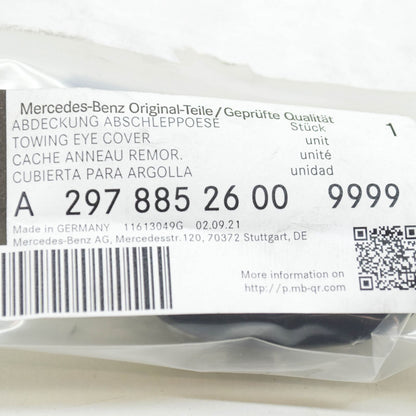 Mercedes-Benz Original-Teile/Geprüfte Qualität
ABDECKUNG ABSCHLEPPOESE Stück 1
TOWING EYE COVER unit
CACHE ANNEAU REMOR. unité
CUBIERTA PARA ARGOLLA unidad
A 297 885 26 00 9999
Made in GERMANY 11613049G 02.09.21
Mercedes-Benz AG, Mercedesstr.120, 70372 Stuttgart, DE
More information on
http://p.mb-qr.com/